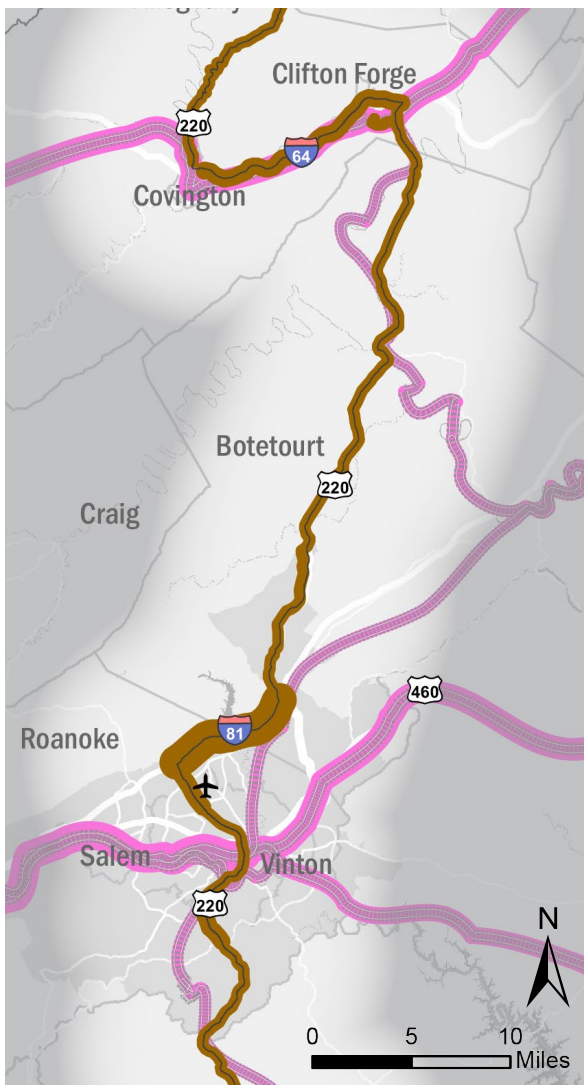 Clifton Forge
220
64
Covington
Botetourt
220
Craig
460
81
Roanoke
Salem
Vinton
220
N
0 5 10
Miles